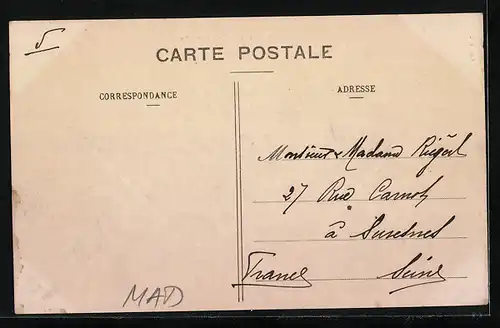 5
CARTE POSTALE
CORRESPONDANCE
ADRESSE
Monsieur & Madame
27 Rue Carnot
à Suresnes
France Seine
MAD